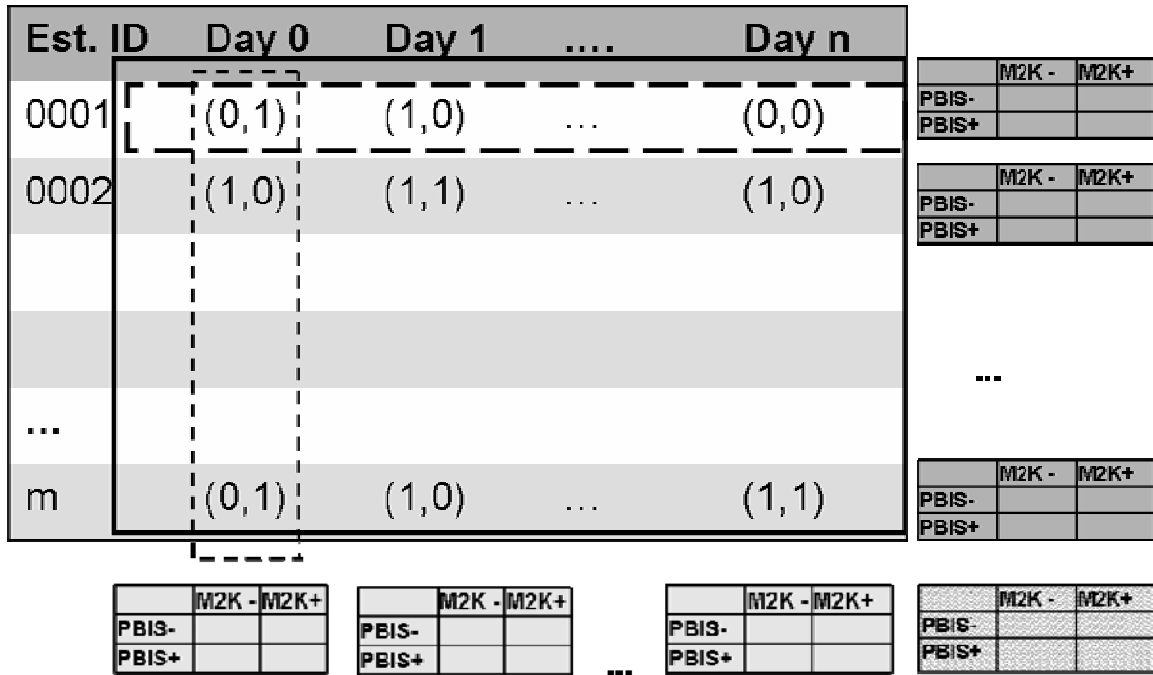 Est. ID Day 0 Day 1 .... Day n
M2K - M2K+
0001 (0,1) (1,0) ... (0,0)
PBIS-
PBIS+
M2K - M2K+
0002 (1,0) (1,1) ... (1,0)
PBIS-
PBIS+
...
...
M2K - M2K+
m (0,1) (1,0) ... (1,1)
PBIS-
PBIS+
M2K - M2K+ M2K - M2K+ M2K - M2K+ M2K - M2K+
PBIS- PBIS- PBIS- PBIS-
PBIS+ PBIS+ ... PBIS+ PBIS+